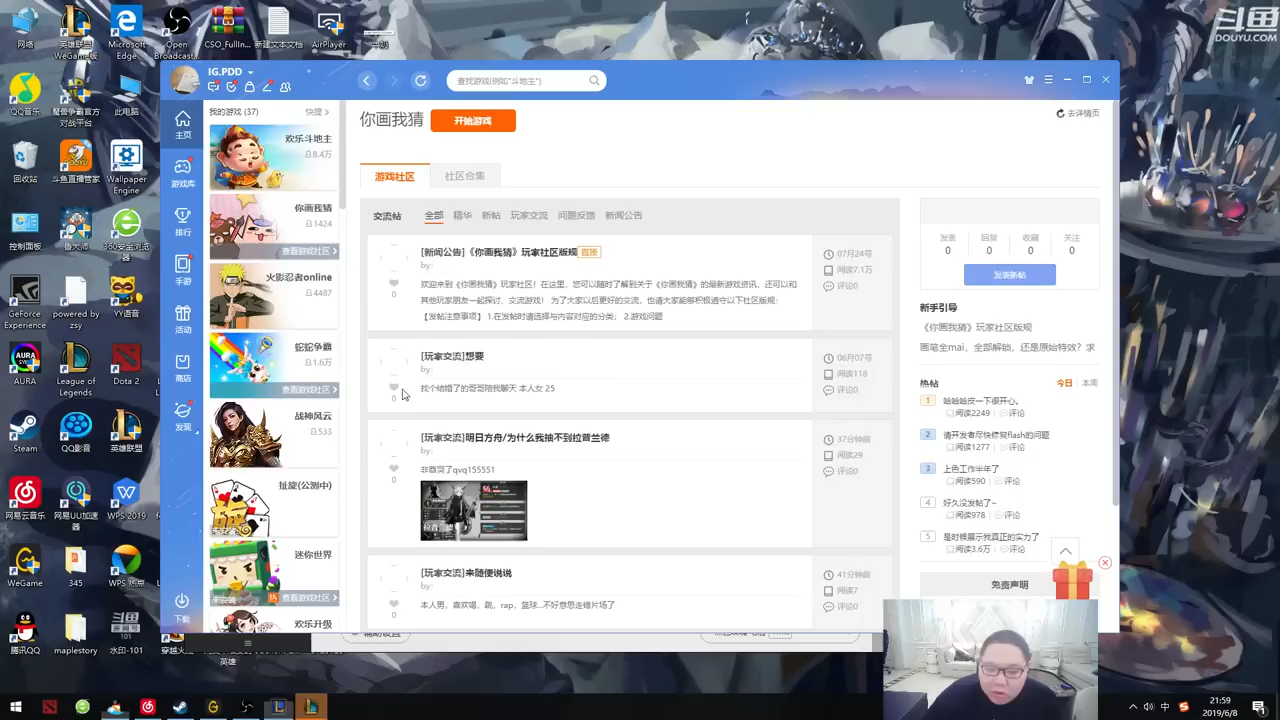 斗鱼
DOUYU.COM
网络
英雄联盟WeGame版
Microsoft Edge
Open Broadcast...
CSO_FullIn...
新建文本文档
AirPlayer
QQ音乐
魔兽争霸官方对战平台
此电脑
回收站
斗鱼直播管家
Wallpaper Engine
控制面板
鲁大师
360安全浏览器
GeForce Experience
powered by zsy
YY语音
AURA
League of Legends
Dota 2
Steam
QQ影音
英雄联盟
网易云音乐
网易UU加速器
WPS 2019
WeGame
345
WPS 热点
腾讯QQ
maplestory
水印-101
IG.PDD
查找游戏(例如"斗地主")
主页
游戏库
排行
手游
活动
商店
发现
下载
我的游戏 (37)
快捷 >
欢乐斗地主
8.4万
你画我猜
1424
查看游戏社区 >
火影忍者online
4487
蛇蛇争霸
1.6万
查看游戏社区 >
战神风云
533
扯旋(公测中)
迷你世界
未安装
热
查看游戏社区 >
欢乐升级
你画我猜
开始游戏
去详情页
游戏社区
社区合集
交流帖
全部
精华
新帖
玩家交流
问题反馈
新闻公告
[新闻公告]《你画我猜》玩家社区版规
置顶
by:
0
欢迎来到《你画我猜》玩家社区！在这里，您可以了解到关于《你画我猜》的最新游戏资讯，还可以和
其他玩家朋友一起探讨、交流游戏！ 为了大家以后更好的交流，也请大家能够积极遵守以下社区版规：
【发帖注意事项】 1.在发帖时请选择与内容对应的分类； 2.游戏问题
07月24号
阅读7.1万
评论0
[玩家交流]想要
by:
0
找个结婚了的哥哥陪我聊天 本人女 25
06月07号
阅读118
评论0
[玩家交流]明日方舟/为什么我抽不到拉普兰德
by:
0
非酋哭了qvq155551
37分钟前
阅读29
评论0
[玩家交流]来随便说说
by:
0
本人男，喜欢唱，跳，rap，篮球...不好意思走错片场了
41分钟前
阅读7
评论0
发表
回复
收藏
关注
0
0
0
0
发表新帖
新手引导
《你画我猜》玩家社区版规
画笔全mai，全部解锁，还是原始特效？求
热帖
今日
本周
1 哈哈哈皮一下很开心。
阅读2249 评论
2 请开发者尽快修复flash的问题
阅读1277 评论
3 上色工作半年了
阅读590 评论
4 好久没发帖了~
阅读978 评论
5 是时候展示我真正的实力了
阅读3.6万 评论
免责声明
穿越火...
英雄
辅助设置
中
21:59
2019/6/8